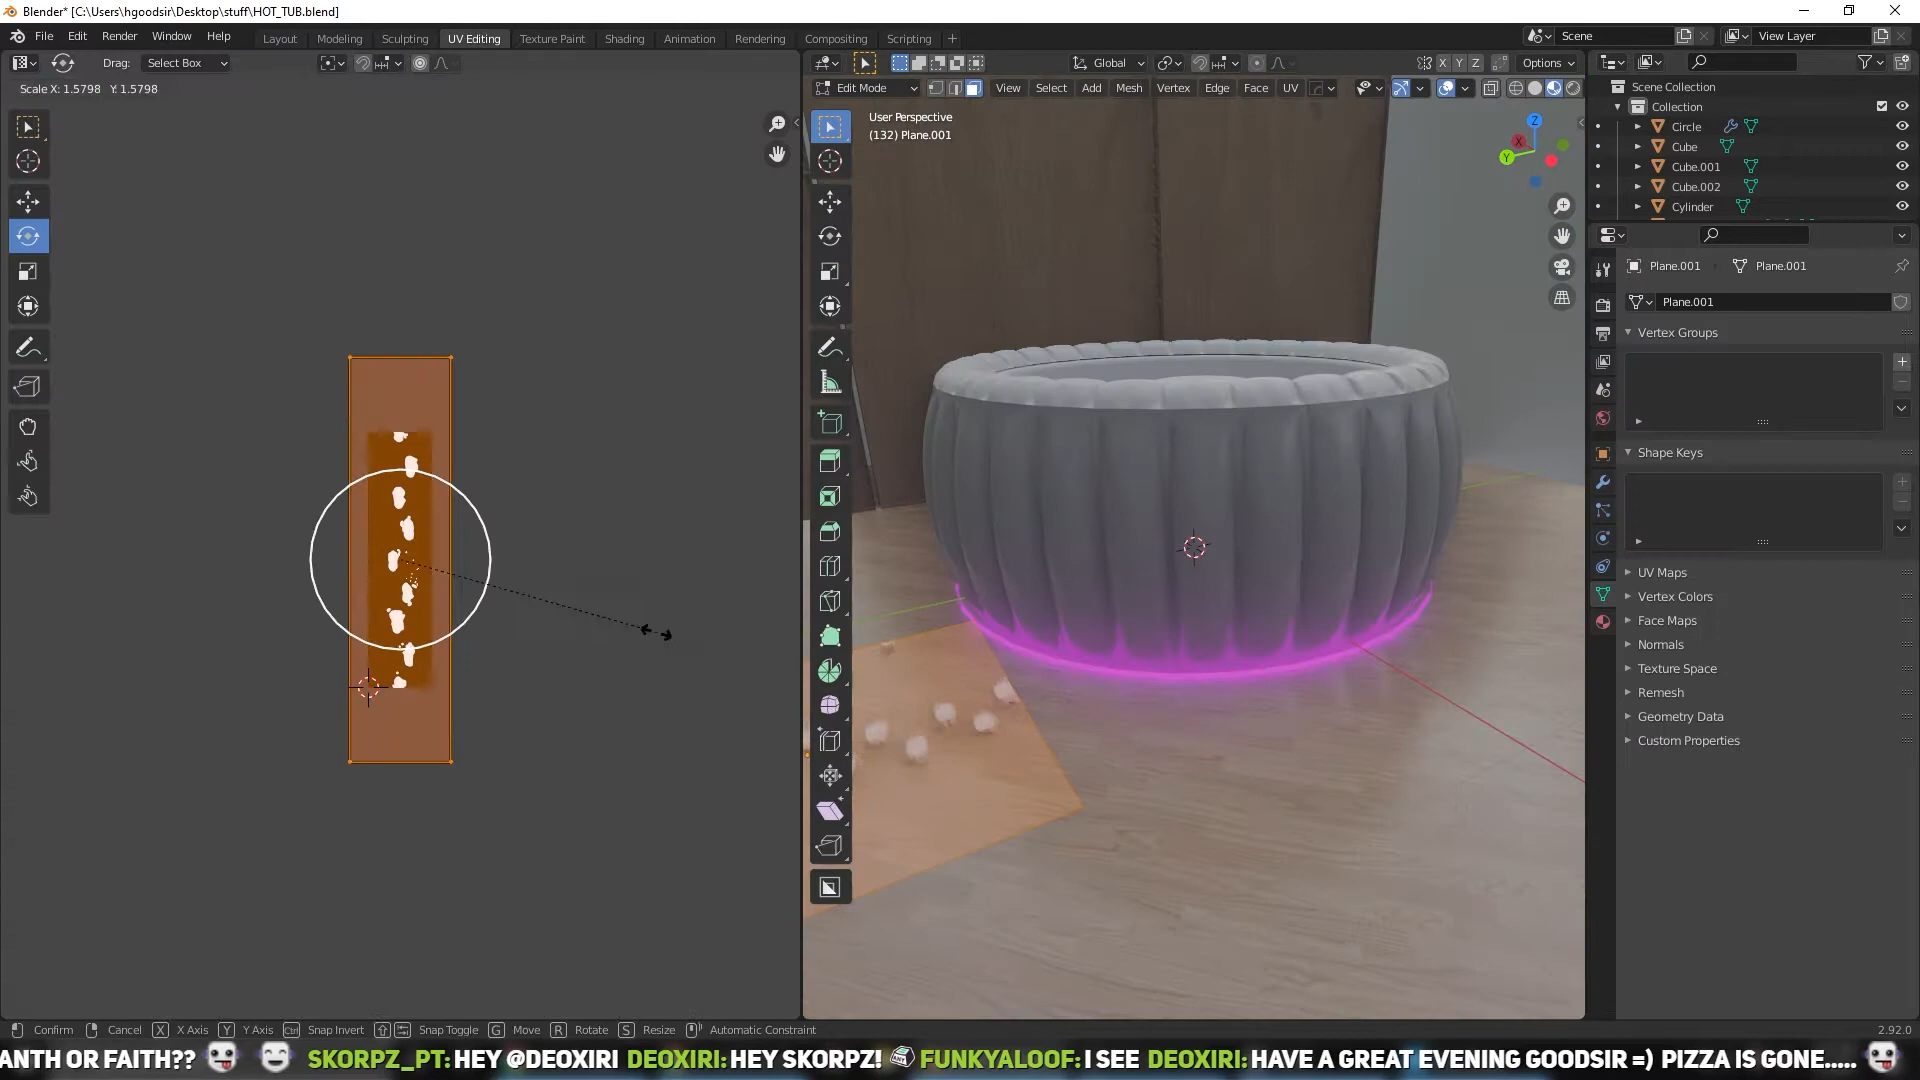 Blender* [C:\Users\hgoodsir\Desktop\stuff\HOT_TUB.blend]
File Edit Render Window Help Layout Modeling Sculpting UV Editing Texture Paint Shading Animation Rendering Compositing Scripting Scene View Layer
Drag: Select Box Global X Y Z Options
Scale X: 1.5798 Y: 1.5798
Edit Mode View Select Add Mesh Vertex Edge Face UV
User Perspective
(132) Plane.001
Z
X
Y
Scene Collection
Collection
Circle
Cube
Cube.001
Cube.002
Cylinder
Plane.001 Plane.001
Plane.001
Vertex Groups
Shape Keys
UV Maps
Vertex Colors
Face Maps
Normals
Texture Space
Remesh
Geometry Data
Custom Properties
Confirm Cancel X X Axis Y Y Axis Ctrl Snap Invert Snap Toggle G Move R Rotate S Resize Automatic Constraint 2.92.0
ANTH OR FAITH?? SKORPZ_PT: HEY @DEOXIRI DEOXIRI: HEY SKORPZ! FUNKYALOOF: I SEE DEOXIRI: HAVE A GREAT EVENING GOODSIR =) PIZZA IS GONE.....